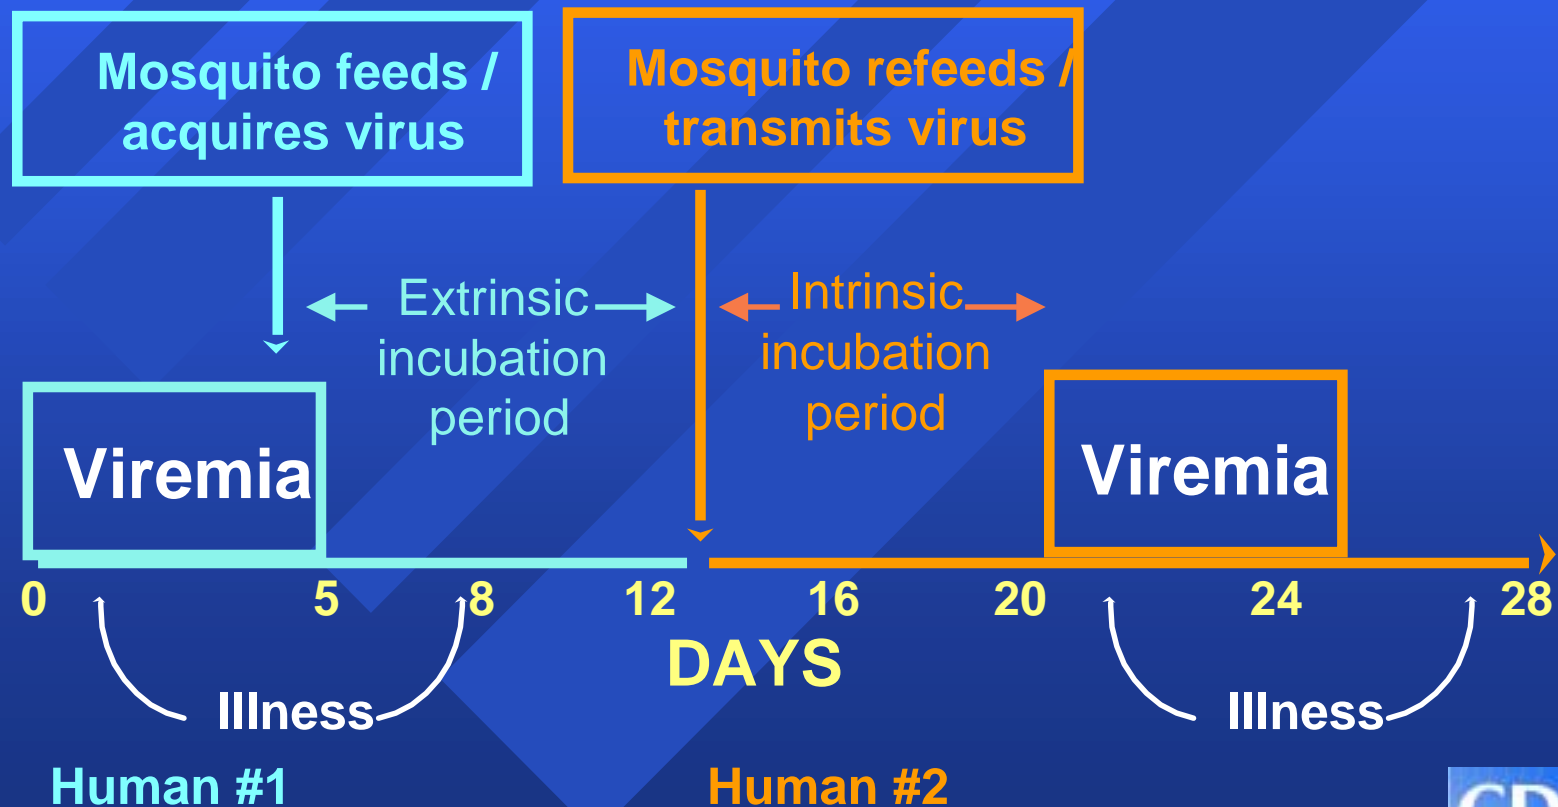 Mosquito feeds /
acquires virus
Mosquito refeeds /
transmits virus
Extrinsic
incubation
period
Intrinsic
incubation
period
Viremia
Viremia
0 5 8 12 16 20 24 28
DAYS
Illness
Illness
Human #1
Human #2